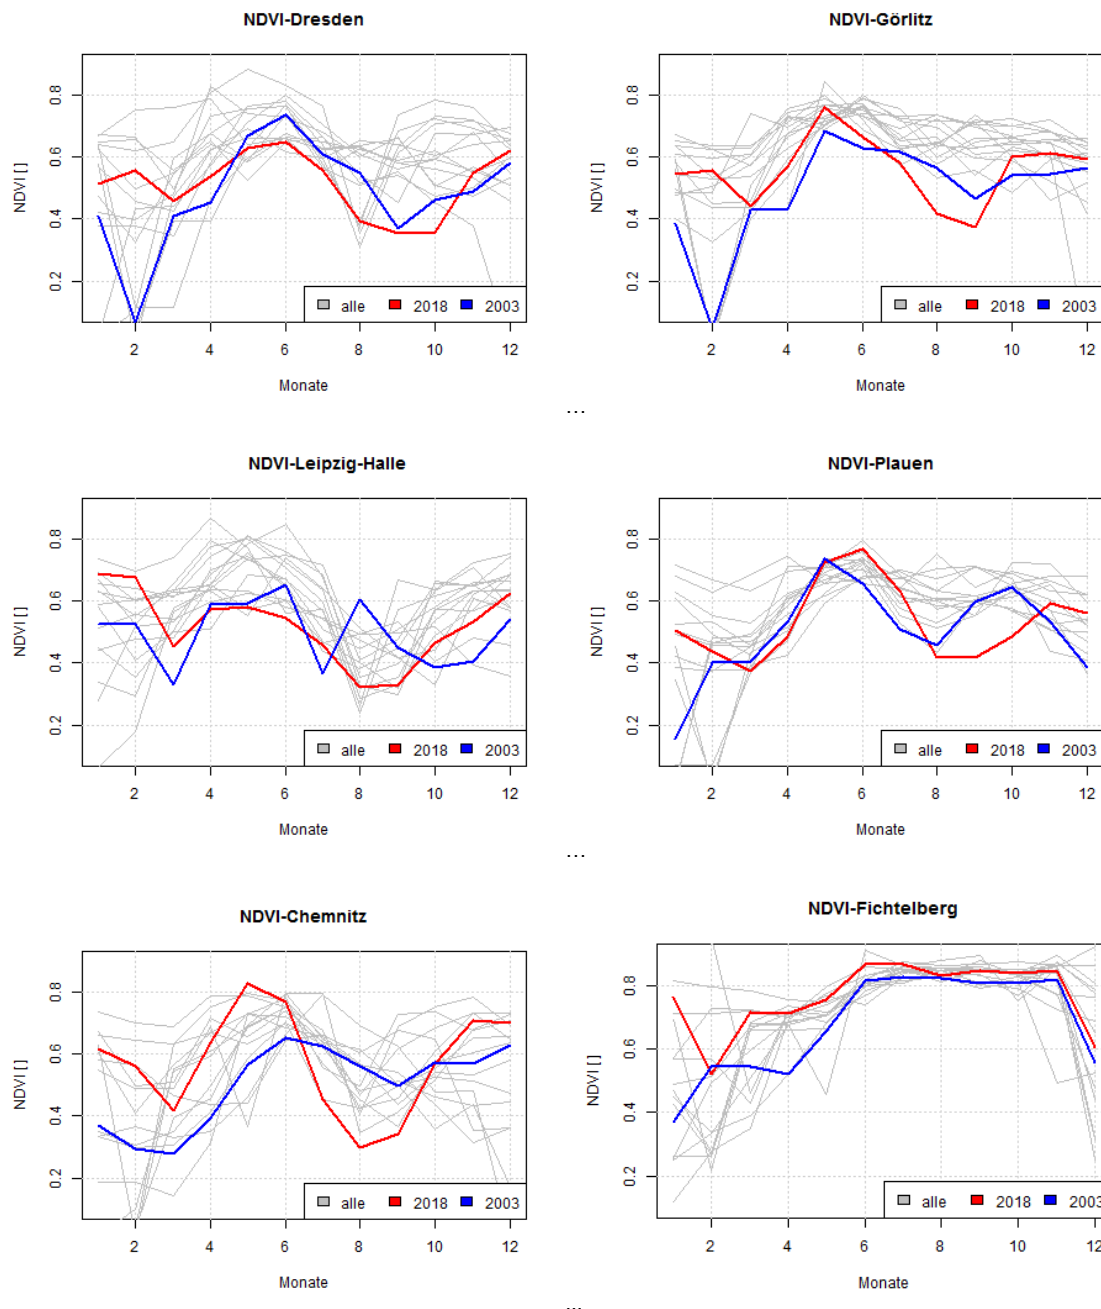 NDVI-Dresden
NDVI []
0.8
0.6
0.4
0.2
alle 2018 2003
2 4 6 8 10 12
Monate
NDVI-Görlitz
NDVI []
0.8
0.6
0.4
0.2
alle 2018 2003
2 4 6 8 10 12
Monate
...
NDVI-Leipzig-Halle
NDVI []
0.8
0.6
0.4
0.2
alle 2018 2003
2 4 6 8 10 12
Monate
NDVI-Plauen
NDVI []
0.8
0.6
0.4
0.2
alle 2018 2003
2 4 6 8 10 12
Monate
...
NDVI-Chemnitz
NDVI []
0.8
0.6
0.4
0.2
alle 2018 2003
2 4 6 8 10 12
Monate
NDVI-Fichtelberg
NDVI []
0.8
0.6
0.4
0.2
alle 2018 2003
2 4 6 8 10 12
Monate
...